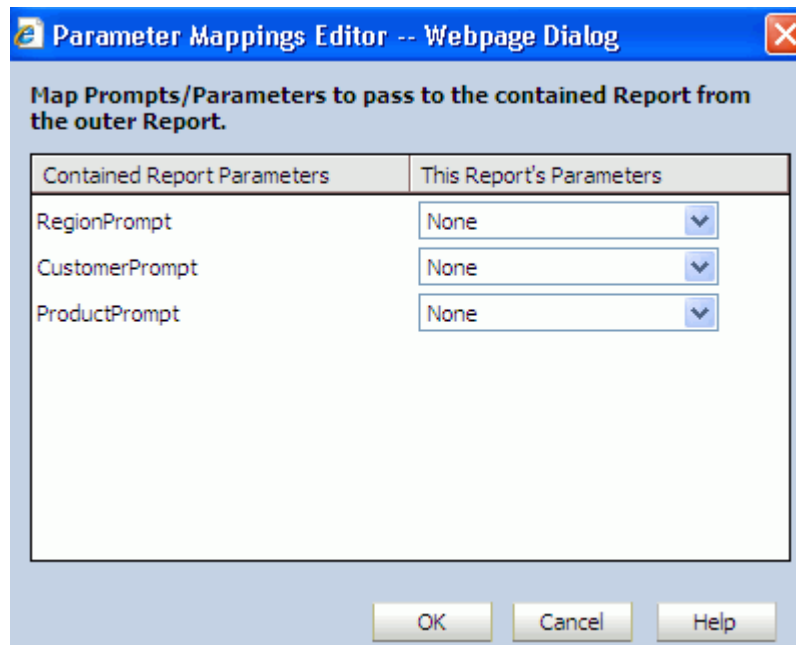 Parameter Mappings Editor -- Webpage Dialog
Map Prompts/Parameters to pass to the contained Report from
the outer Report.
Contained Report Parameters This Report's Parameters
RegionPrompt None
CustomerPrompt None
ProductPrompt None
OK Cancel Help